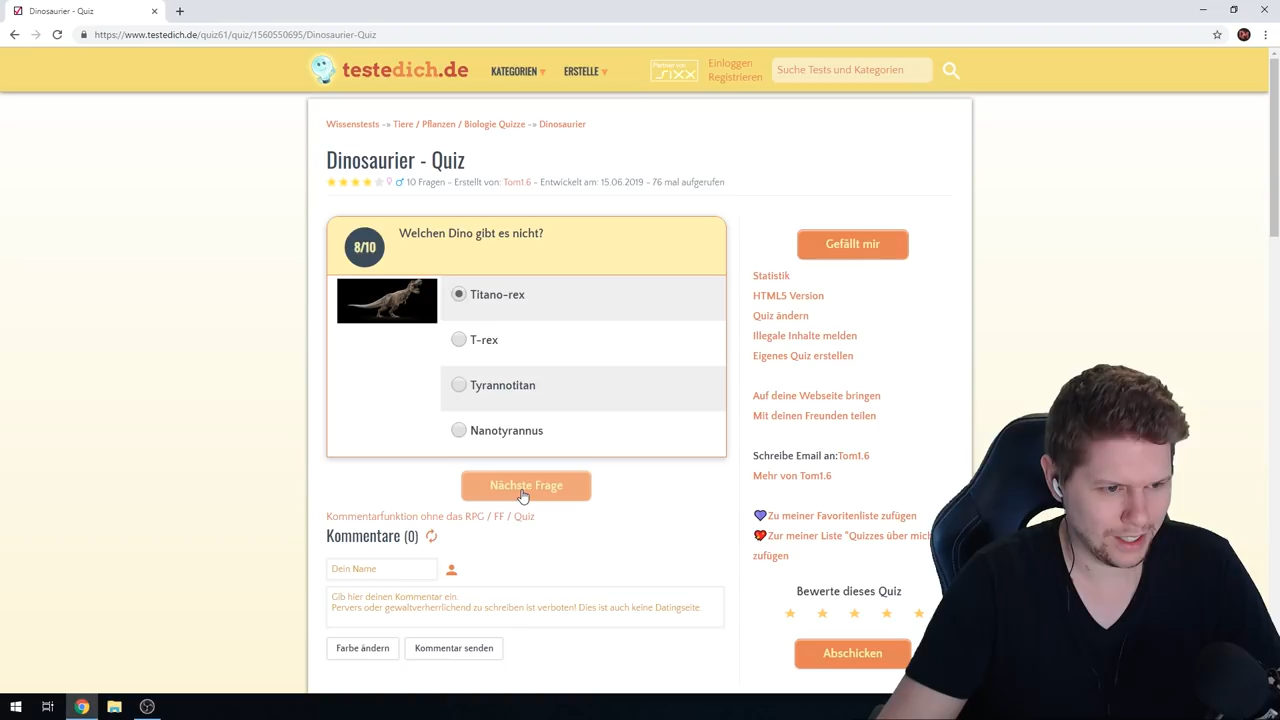 Dinosaurier - Quiz
https://www.testedich.de/quiz61/quiz/1560550695/Dinosaurier-Quiz
testedich.de
KATEGORIEN
ERSTELLE
Partner von
sixx
Einloggen
Registrieren
Suche Tests und Kategorien
Wissenstests -» Tiere / Pflanzen / Biologie Quizze -» Dinosaurier
Dinosaurier - Quiz
10 Fragen - Erstellt von: Tom1.6 - Entwickelt am: 15.06.2019 - 76 mal aufgerufen
8/10
Welchen Dino gibt es nicht?
Titano-rex
T-rex
Tyrannotitan
Nanotyrannus
Nächste Frage
Kommentarfunktion ohne das RPG / FF / Quiz
Kommentare (0)
Dein Name
Gib hier deinen Kommentar ein.
Pervers oder gewaltverherrlichend zu schreiben ist verboten! Dies ist auch keine Datingseite.
Farbe ändern
Kommentar senden
Gefällt mir
Statistik
HTML5 Version
Quiz ändern
Illegale Inhalte melden
Eigenes Quiz erstellen
Auf deine Webseite bringen
Mit deinen Freunden teilen
Schreibe Email an:Tom1.6
Mehr von Tom1.6
Zu meiner Favoritenliste zufügen
Zur meiner Liste "Quizzes über mich
zufügen
Bewerte dieses Quiz
Abschicken